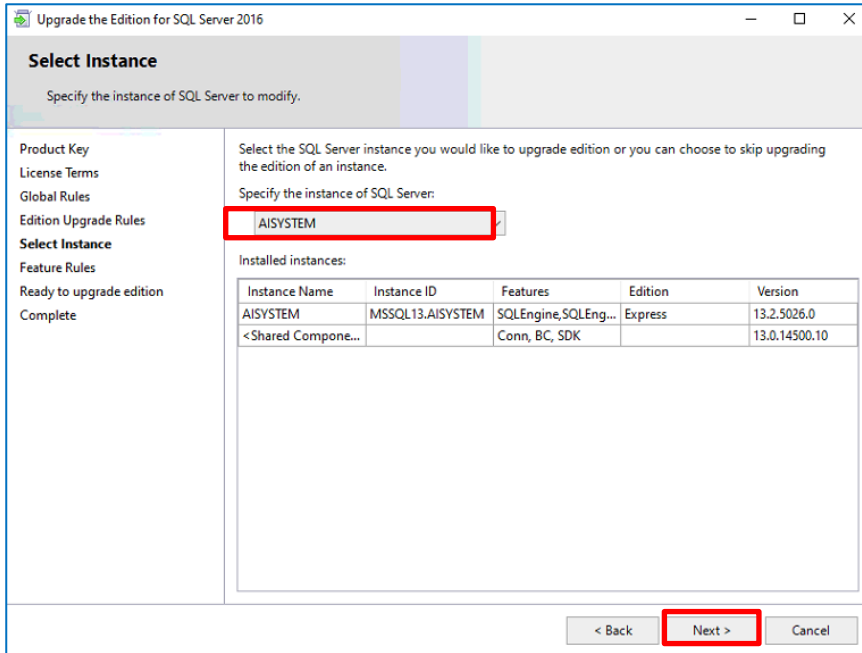 Upgrade the Edition for SQL Server 2016
Select Instance
Specify the instance of SQL Server to modify.
Product Key
License Terms
Global Rules
Edition Upgrade Rules
Select Instance
Feature Rules
Ready to upgrade edition
Complete
Select the SQL Server instance you would like to upgrade edition or you can choose to skip upgrading
the edition of an instance.
Specify the instance of SQL Server:
AISYSTEM
Installed instances:
Instance Name Instance ID Features Edition Version
AISYSTEM MSSQL13.AISYSTEM SQLEngine,SQLEng... Express 13.2.5026.0
<Shared Compone... Conn, BC, SDK 13.0.14500.10
< Back Next > Cancel